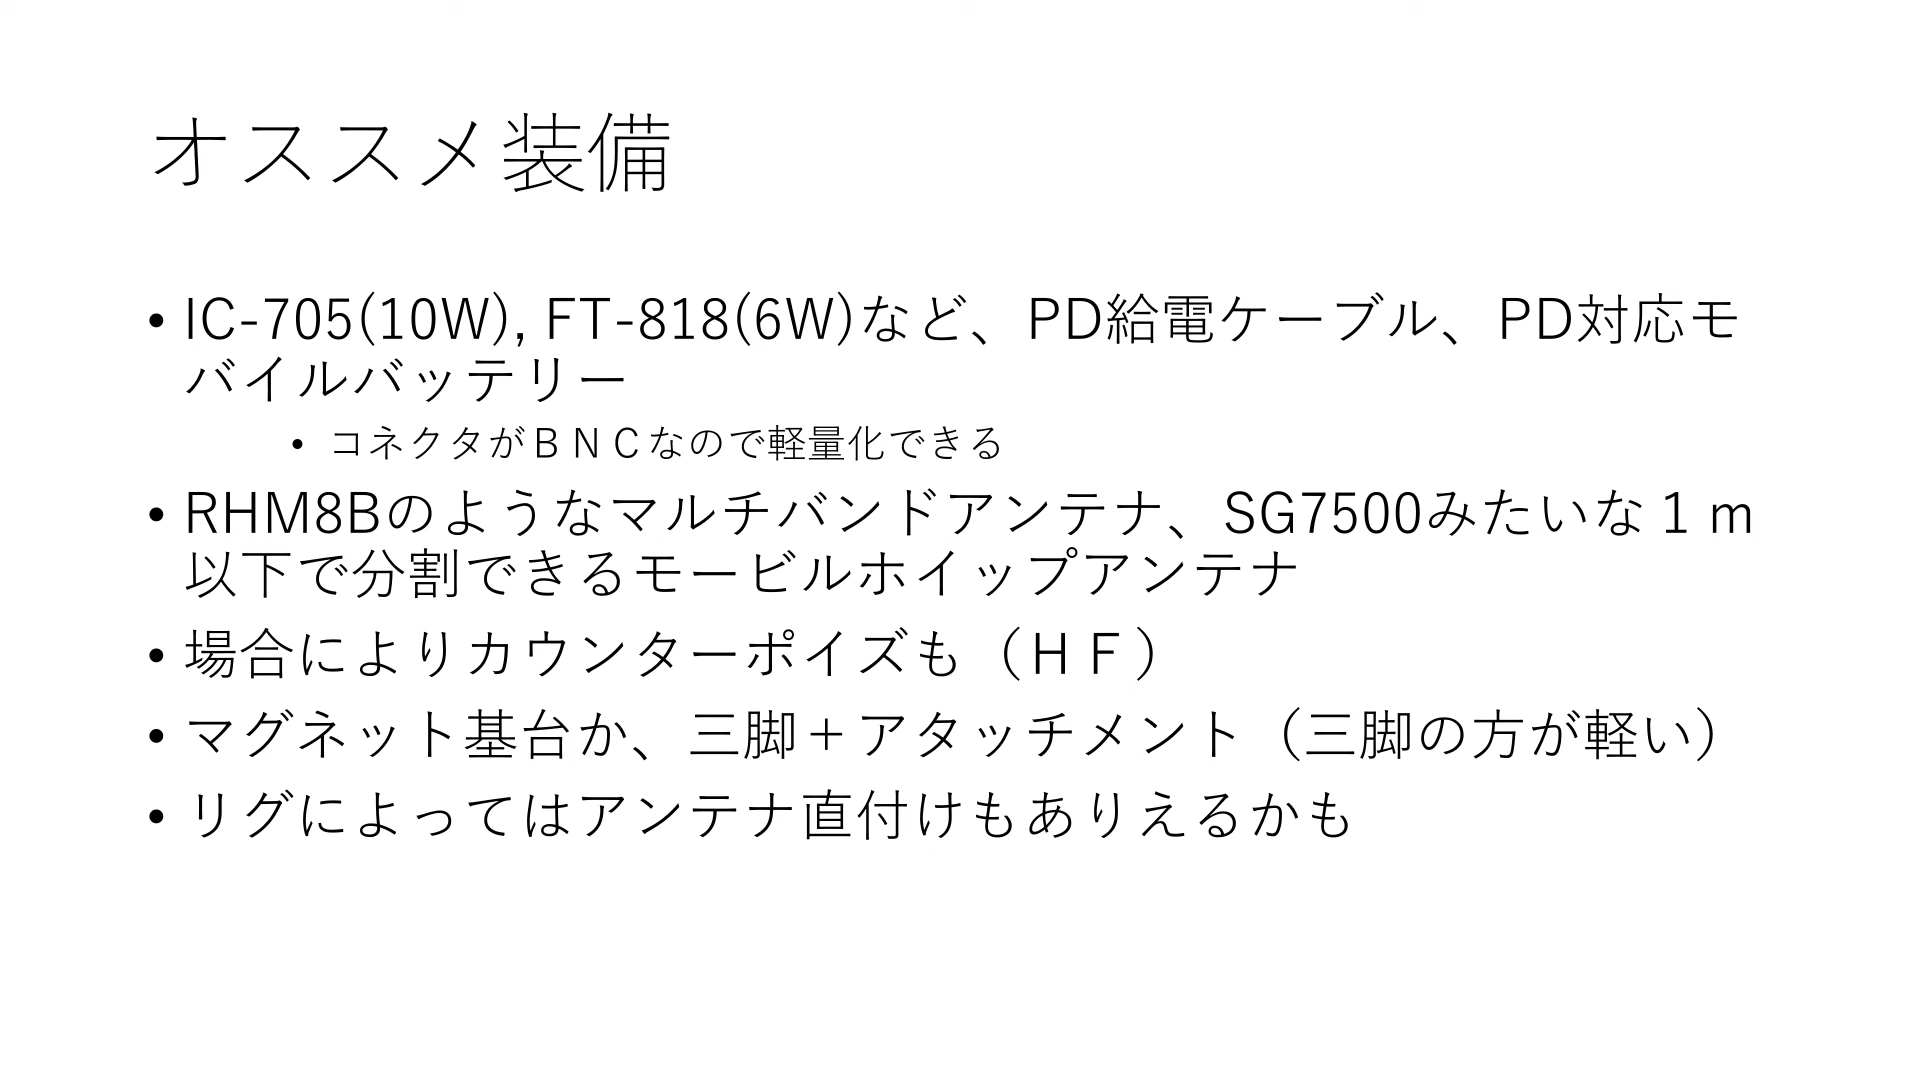 オススメ装備
• IC-705(10W), FT-818(6W)など、PD給電ケーブル、PD対応モ
バイルバッテリー
• コネクタがＢＮＣなので軽量化できる
• RHM8Bのようなマルチバンドアンテナ、SG7500みたいな１ｍ
以下で分割できるモービルホイップアンテナ
• 場合によりカウンターポイズも（ＨＦ）
• マグネット基台か、三脚＋アタッチメント（三脚の方が軽い）
• リグによってはアンテナ直付けもありえるかも